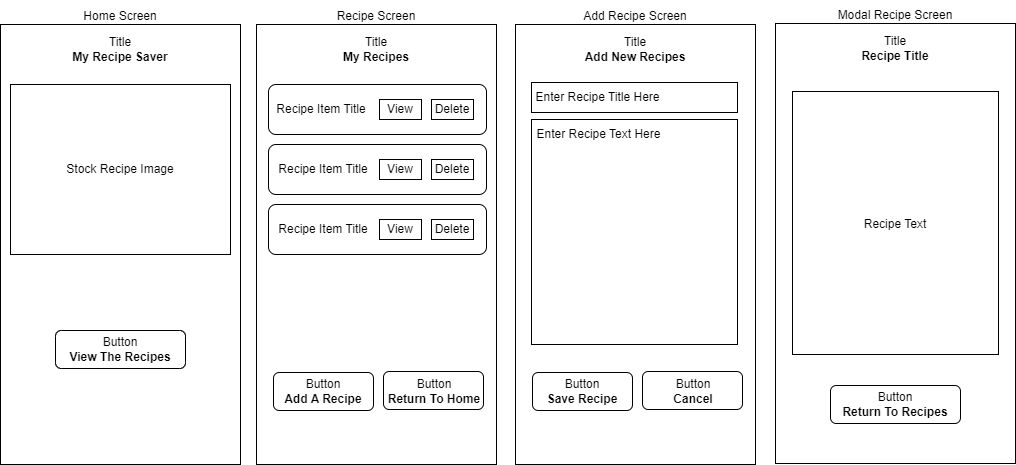 Home Screen
Title
My Recipe Saver
Stock Recipe Image
Button
View The Recipes
Recipe Screen
Title
My Recipes
Recipe Item Title View Delete
Recipe Item Title View Delete
Recipe Item Title View Delete
Button
Add A Recipe
Button
Return To Home
Add Recipe Screen
Title
Add New Recipes
Enter Recipe Title Here
Enter Recipe Text Here
Button
Save Recipe
Button
Cancel
Modal Recipe Screen
Title
Recipe Title
Recipe Text
Button
Return To Recipes